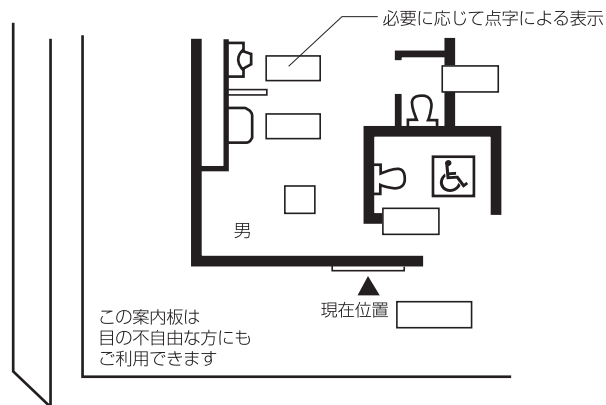 必要に応じて点字による表示
男
現在位置
この案内板は
目の不自由な方にも
ご利用できます